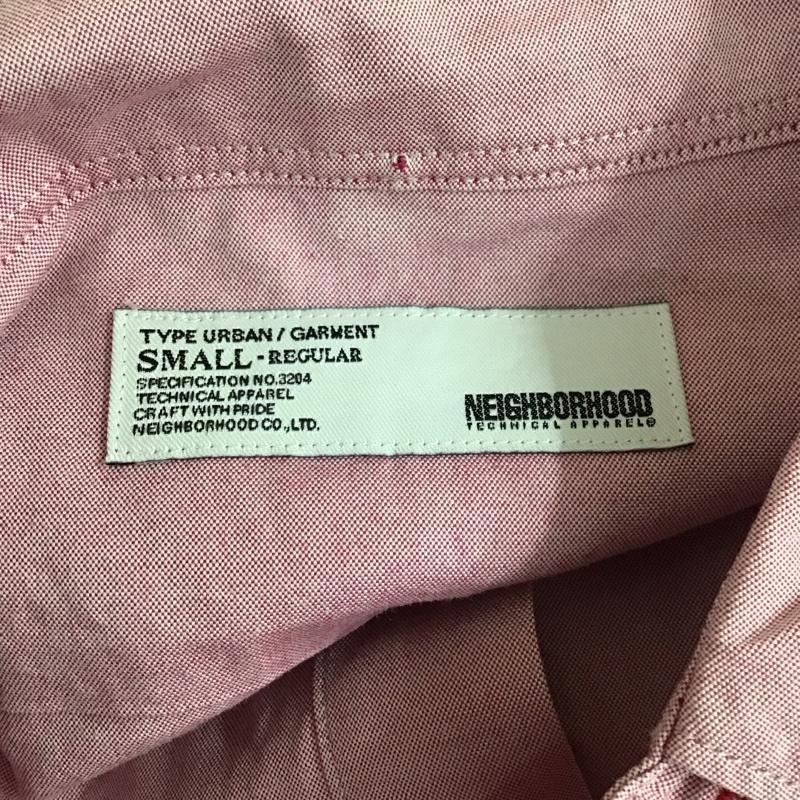 TYPE URBAN / GARMENT
SMALL - REGULAR
SPECIFICATION NO.3204
TECHNICAL APPAREL
CRAFT WITH PRIDE
NEIGHBORHOOD CO.,LTD.
NEIGHBORHOOD
TECHNICAL APPAREL®